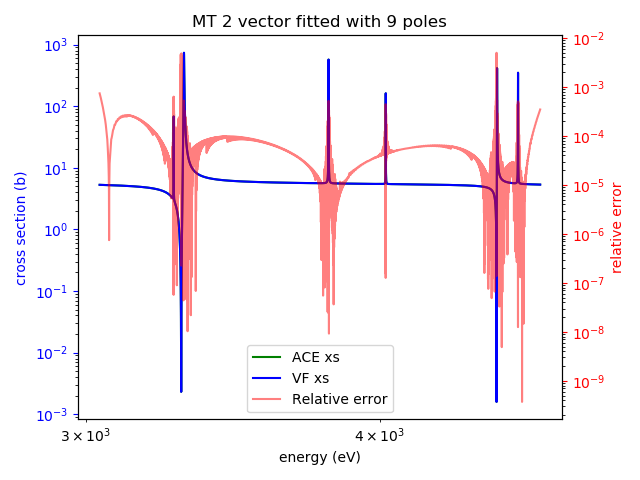 MT 2 vector fitted with 9 poles
10³
10²
10¹
10⁰
10⁻¹
10⁻²
10⁻³
cross section (b)
10⁻²
10⁻³
10⁻⁴
10⁻⁵
10⁻⁶
10⁻⁷
10⁻⁸
10⁻⁹
relative error
ACE xs
VF xs
Relative error
3 × 10³
4 × 10³
energy (eV)